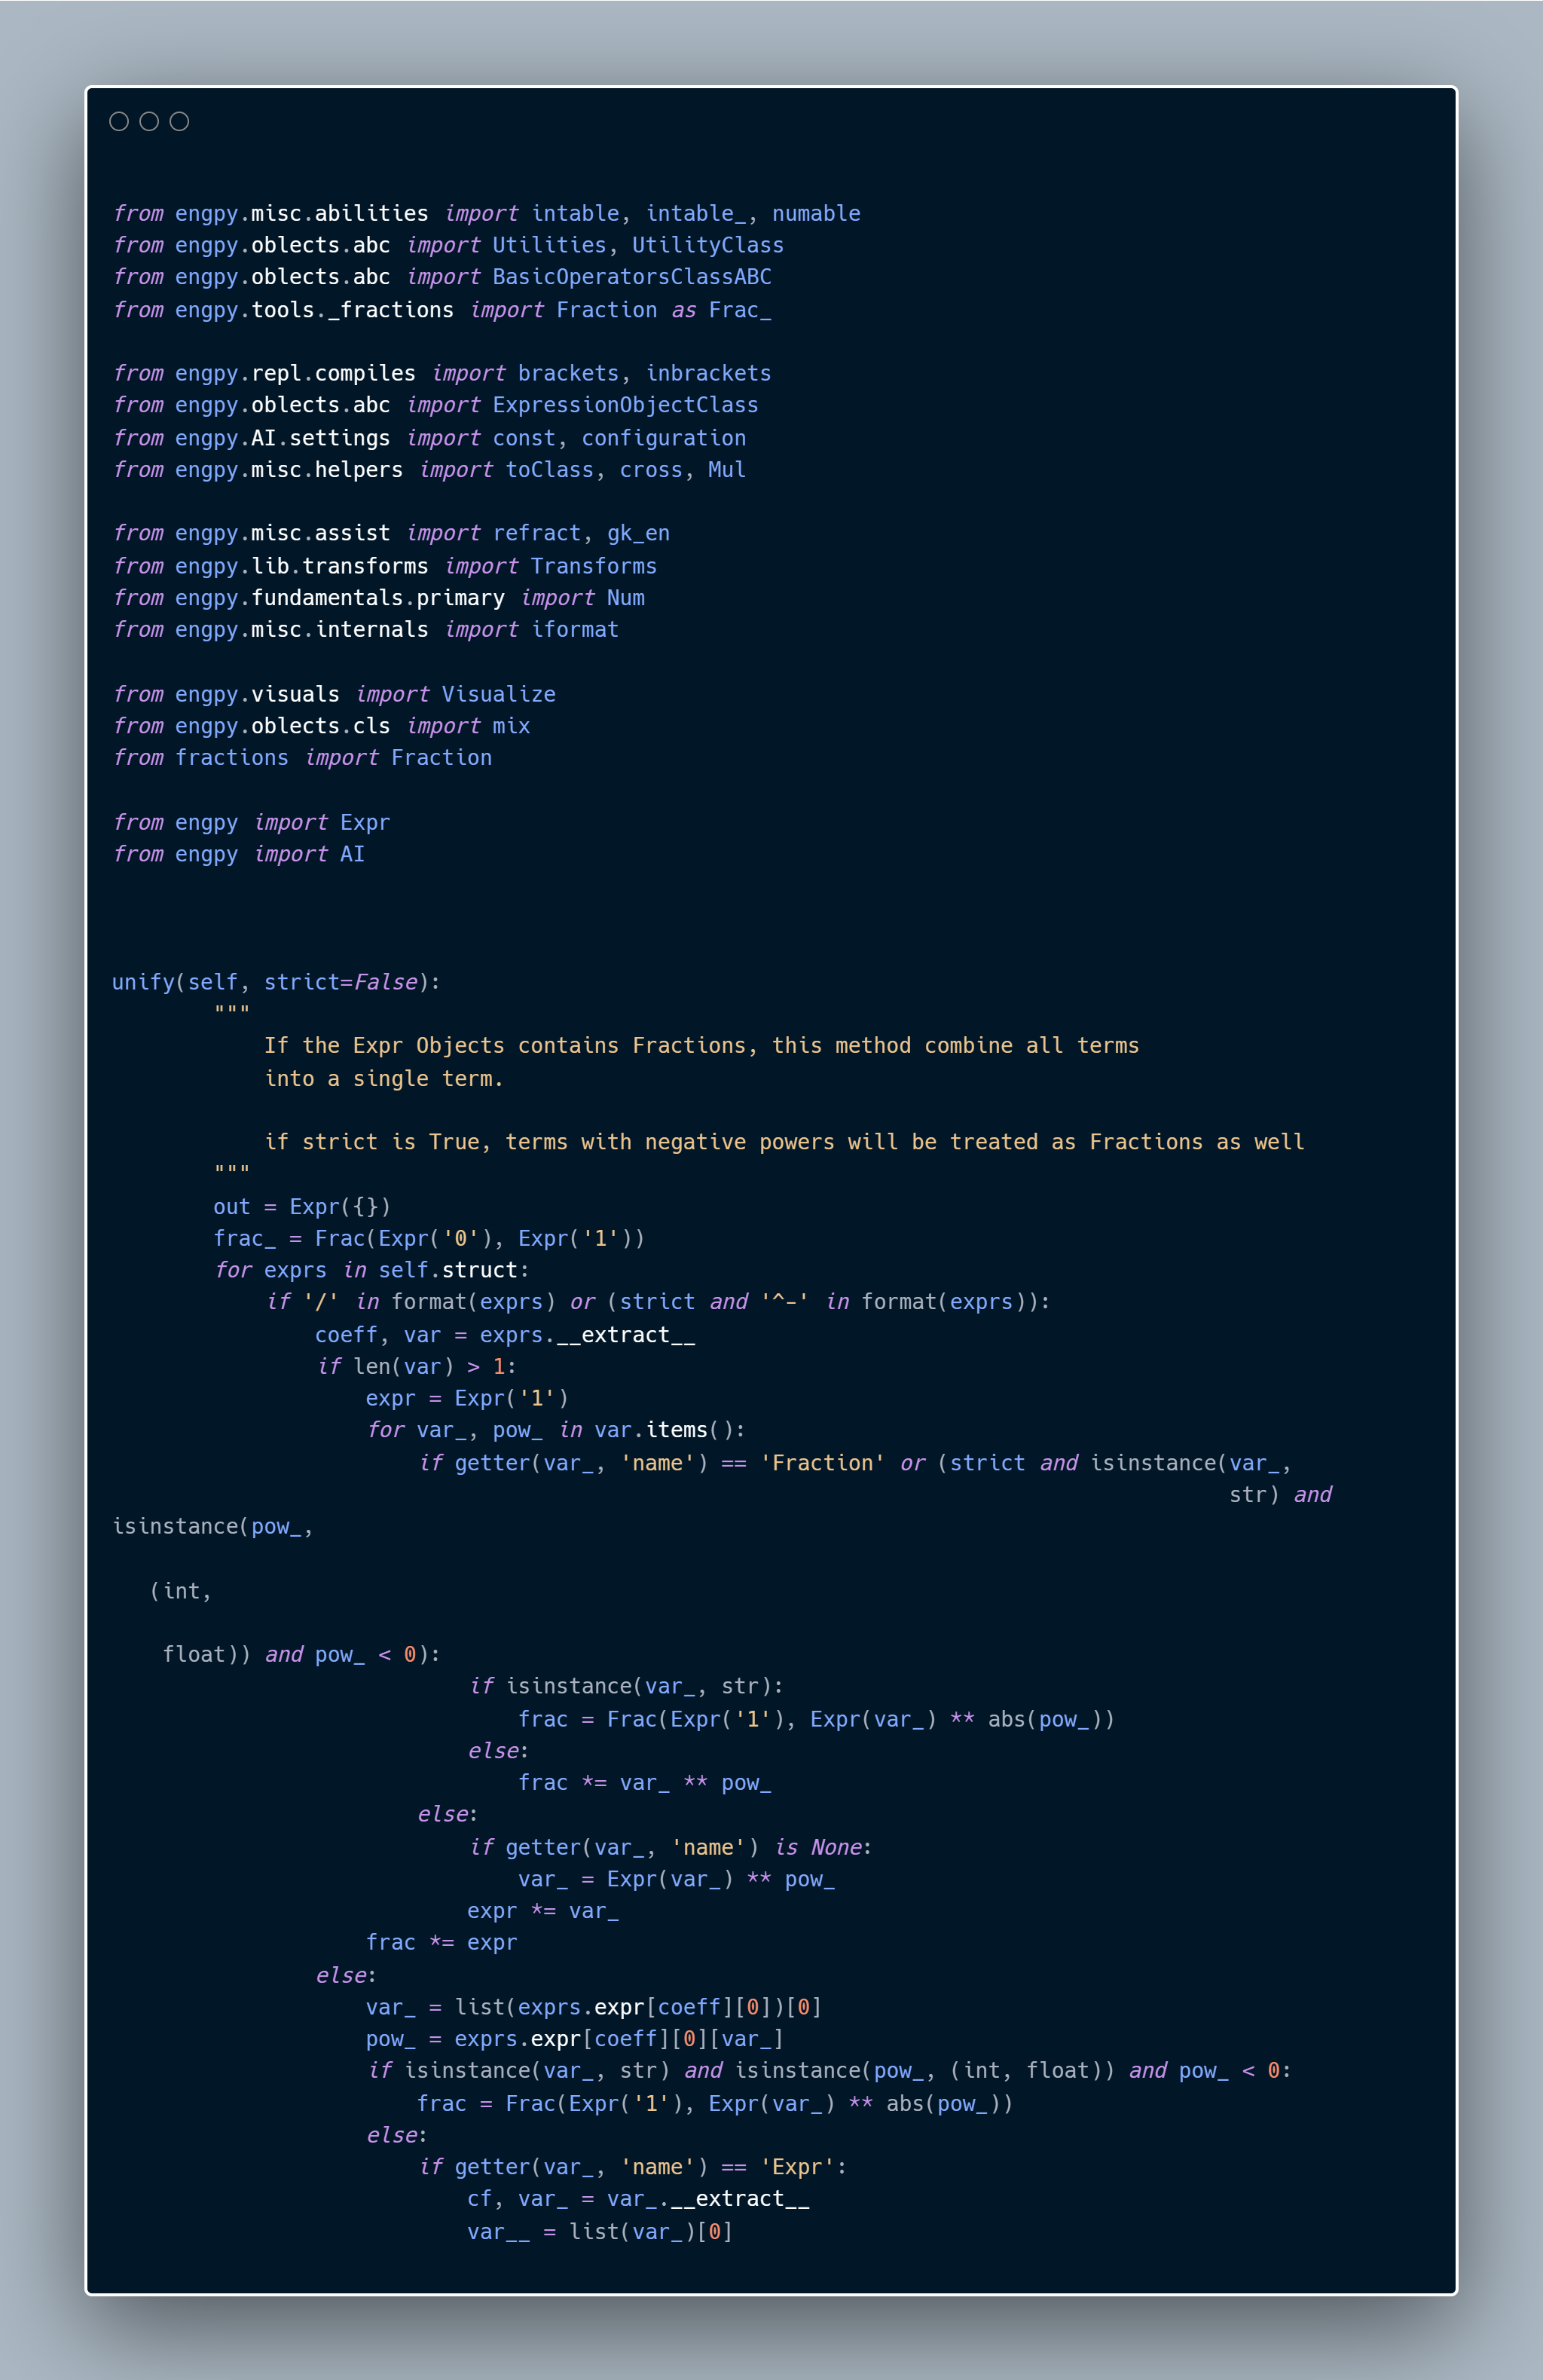 from engpy.misc.abilities import intable, intable_, numable
from engpy.oblects.abc import Utilities, UtilityClass
from engpy.oblects.abc import BasicOperatorsClassABC
from engpy.tools._fractions import Fraction as Frac_

from engpy.repl.compiles import brackets, inbrackets
from engpy.oblects.abc import ExpressionObjectClass
from engpy.AI.settings import const, configuration
from engpy.misc.helpers import toClass, cross, Mul

from engpy.misc.assist import refract, gk_en
from engpy.lib.transforms import Transforms
from engpy.fundamentals.primary import Num
from engpy.misc.internals import iformat

from engpy.visuals import Visualize
from engpy.oblects.cls import mix
from fractions import Fraction

from engpy import Expr
from engpy import AI

unify(self, strict=False):
        """
            If the Expr Objects contains Fractions, this method combine all terms
            into a single term.

            if strict is True, terms with negative powers will be treated as Fractions as well
        """
        out = Expr({})
        frac_ = Frac(Expr('0'), Expr('1'))
        for exprs in self.struct:
            if '/' in format(exprs) or (strict and '^-' in format(exprs)):
                coeff, var = exprs.__extract__
                if len(var) > 1:
                    expr = Expr('1')
                    for var_, pow_ in var.items():
                        if getter(var_, 'name') == 'Fraction' or (strict and isinstance(var_,
                                                                                        str) and
isinstance(pow_,

   (int,

    float)) and pow_ < 0):
                            if isinstance(var_, str):
                                frac = Frac(Expr('1'), Expr(var_) ** abs(pow_))
                            else:
                                frac *= var_ ** pow_
                        else:
                            if getter(var_, 'name') is None:
                                var_ = Expr(var_) ** pow_
                            expr *= var_
                    frac *= expr
                else:
                    var_ = list(exprs.expr[coeff][0])[0]
                    pow_ = exprs.expr[coeff][0][var_]
                    if isinstance(var_, str) and isinstance(pow_, (int, float)) and pow_ < 0:
                        frac = Frac(Expr('1'), Expr(var_) ** abs(pow_))
                    else:
                        if getter(var_, 'name') == 'Expr':
                            cf, var_ = var_.__extract__
                            var__ = list(var_)[0]